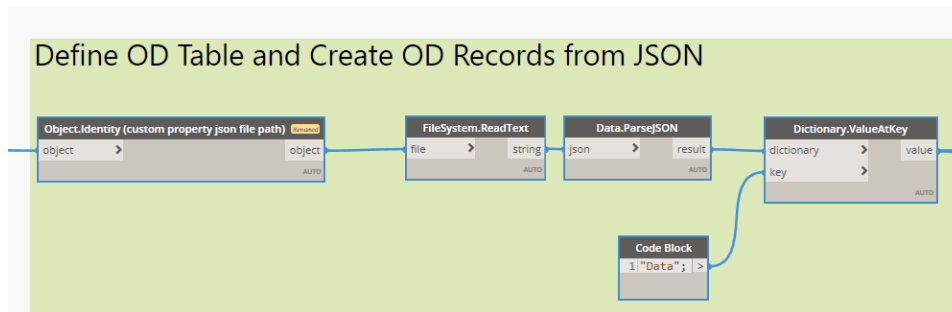 Define OD Table and Create OD Records from JSON
Object.Identity (custom property json file path) Renamed
object > object
AUTO
FileSystem.ReadText
file > string
AUTO
Data.ParseJSON
json > result
AUTO
Dictionary.ValueAtKey
dictionary > value
key >
AUTO
Code Block
1 "Data"; >